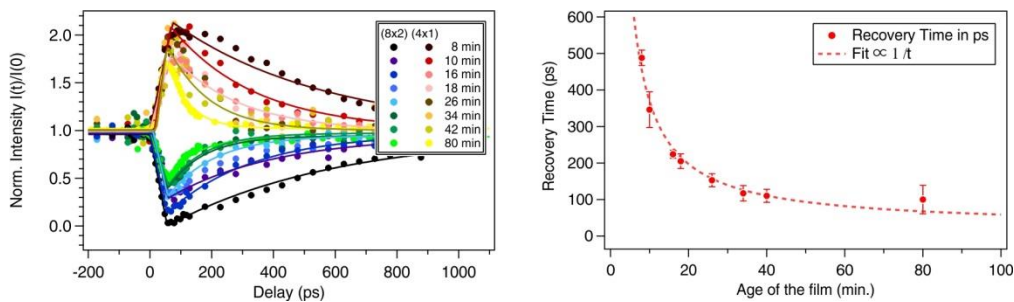 Norm. Intensity I(t)/I(0)
2.0
1.5
1.0
0.5
0.0
(8x2) (4x1)
8 min
10 min
16 min
18 min
26 min
34 min
42 min
80 min
-200 0 200 400 600 800 1000
Delay (ps)
Recovery Time (ps)
600
500
400
300
200
100
0
Recovery Time in ps
Fit ∝ 1/t
0 20 40 60 80 100
Age of the film (min.)